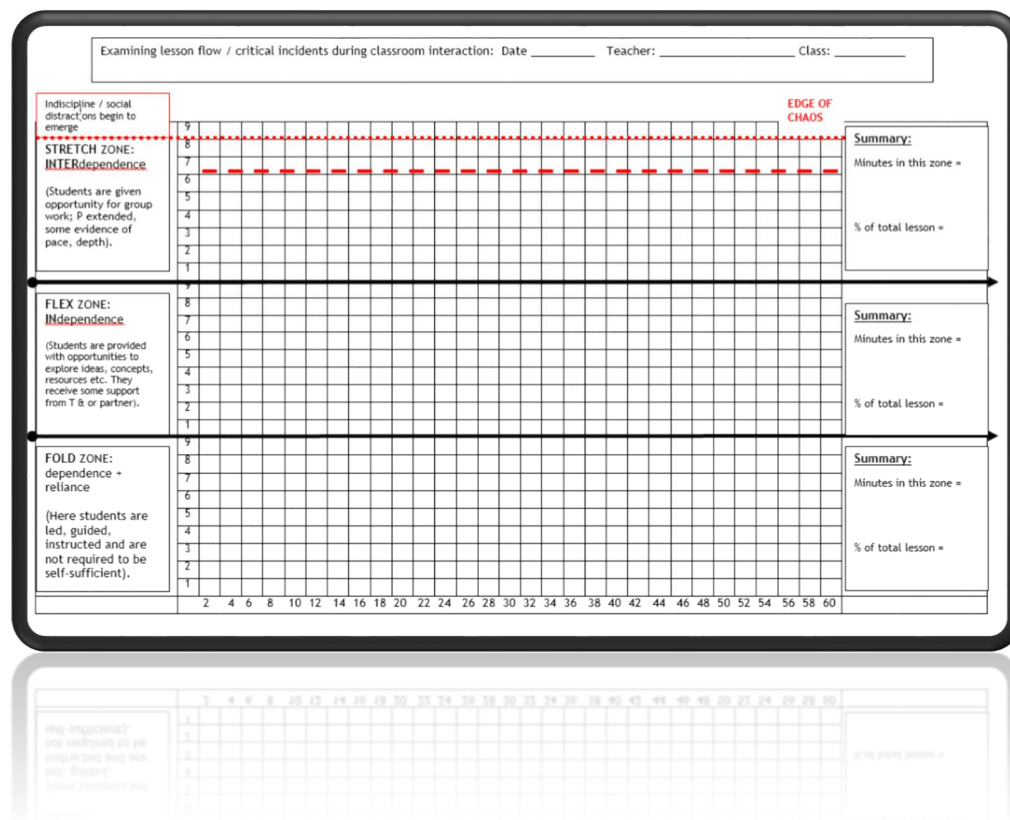 Examining lesson flow / critical incidents during classroom interaction: Date __________ Teacher: ____________________ Class: ___________
Indiscipline / social
distractions begin to
emerge
EDGE OF
CHAOS
STRETCH ZONE:
INTERdependence
(Students are given
opportunity for group
work; P extended,
some evidence of
pace, depth).
9
8
7
6
5
4
3
2
1
Summary:
Minutes in this zone =
% of total lesson =
FLEX ZONE:
INdependence
(Students are provided
with opportunities to
explore ideas, concepts,
resources etc. They
receive some support
from T & or partner).
9
8
7
6
5
4
3
2
1
Summary:
Minutes in this zone =
% of total lesson =
FOLD ZONE:
dependence +
reliance
(Here students are
led, guided,
instructed and are
not required to be
self-sufficient).
9
8
7
6
5
4
3
2
1
Summary:
Minutes in this zone =
% of total lesson =
2 4 6 8 10 12 14 16 18 20 22 24 26 28 30 32 34 36 38 40 42 44 46 48 50 52 54 56 58 60